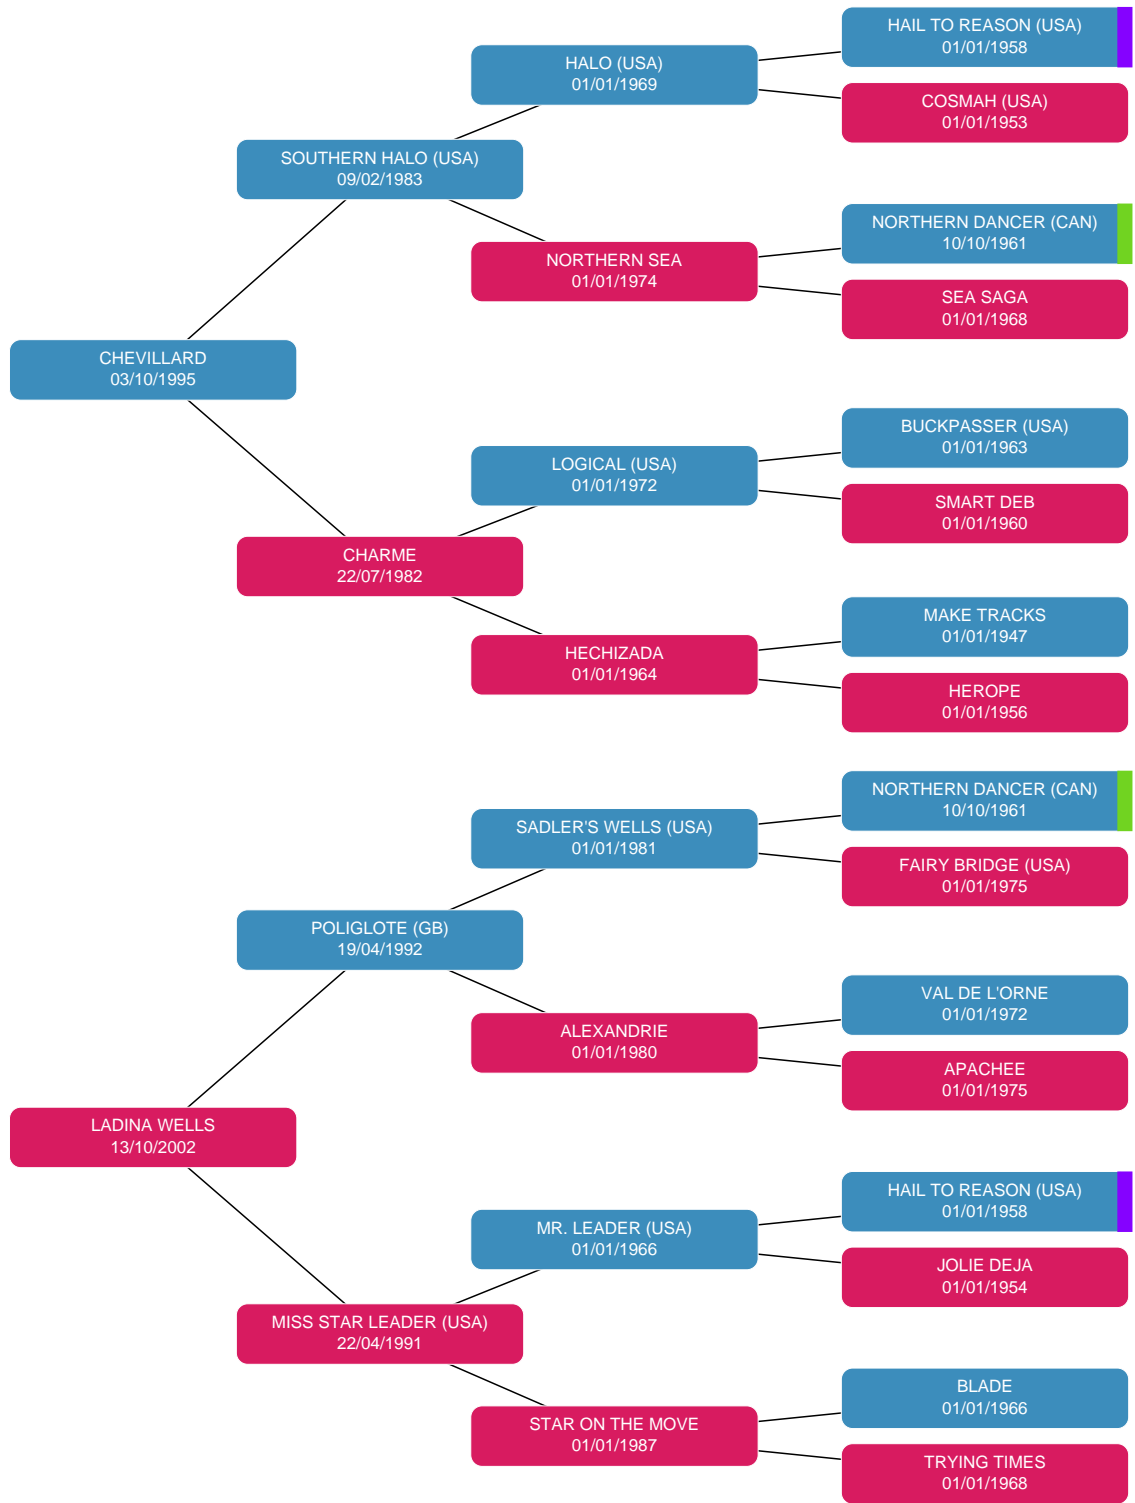 HAIL TO REASON (USA)
01/01/1958
HALO (USA)
01/01/1969
COSMAH (USA)
01/01/1953
SOUTHERN HALO (USA)
09/02/1983
NORTHERN DANCER (CAN)
10/10/1961
NORTHERN SEA
01/01/1974
SEA SAGA
01/01/1968
CHEVILLARD
03/10/1995
BUCKPASSER (USA)
01/01/1963
LOGICAL (USA)
01/01/1972
SMART DEB
01/01/1960
CHARME
22/07/1982
MAKE TRACKS
01/01/1947
HECHIZADA
01/01/1964
HEROPE
01/01/1956
NORTHERN DANCER (CAN)
10/10/1961
SADLER'S WELLS (USA)
01/01/1981
FAIRY BRIDGE (USA)
01/01/1975
POLIGLOTE (GB)
19/04/1992
VAL DE L'ORNE
01/01/1972
ALEXANDRIE
01/01/1980
APACHEE
01/01/1975
LADINA WELLS
13/10/2002
HAIL TO REASON (USA)
01/01/1958
MR. LEADER (USA)
01/01/1966
JOLIE DEJA
01/01/1954
MISS STAR LEADER (USA)
22/04/1991
BLADE
01/01/1966
STAR ON THE MOVE
01/01/1987
TRYING TIMES
01/01/1968